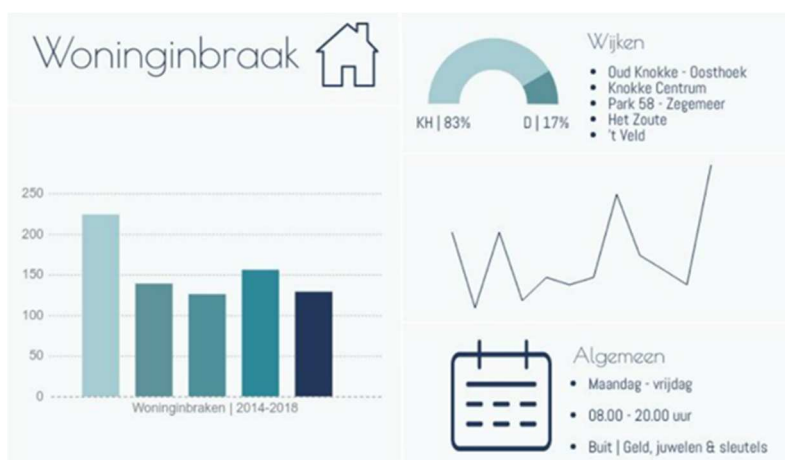 Woninginbraak
250
200
150
100
50
0
Woninginbraken | 2014-2018
KH | 83%
D | 17%
Wijken
• Oud Knokke - Oosthoek
• Knokke Centrum
• Park 58 - Zegemeer
• Het Zoute
• 't Veld
Algemeen
• Maandag - vrijdag
• 08.00 - 20.00 uur
• Buit | Geld, juwelen & sleutels